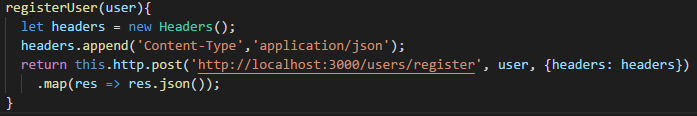 registerUser(user){
let headers = new Headers();
headers.append('Content-Type','application/json');
return this.http.post('http://localhost:3000/users/register', user, {headers: headers})
.map(res => res.json());
}